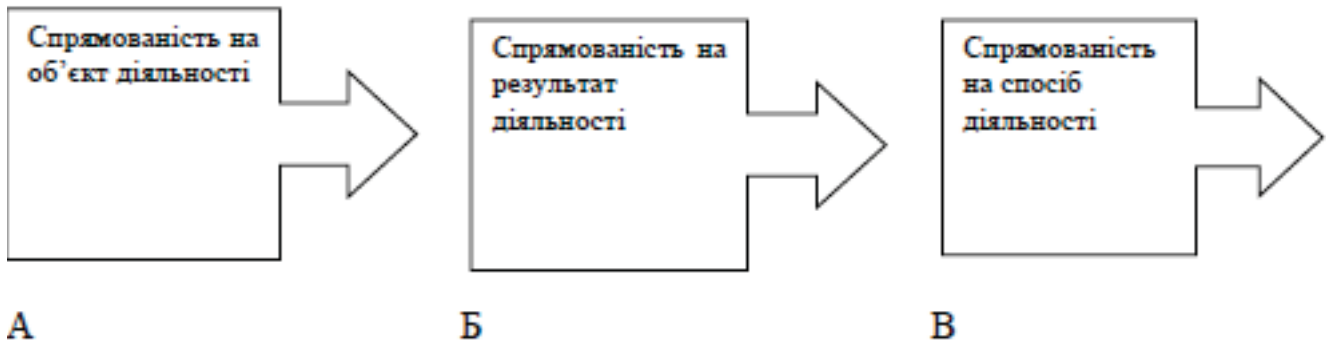 Спрямованість на
об’єкт діяльності
Спрямованість на
результат
діяльності
Спрямованість
на спосіб
діяльності
А
Б
В